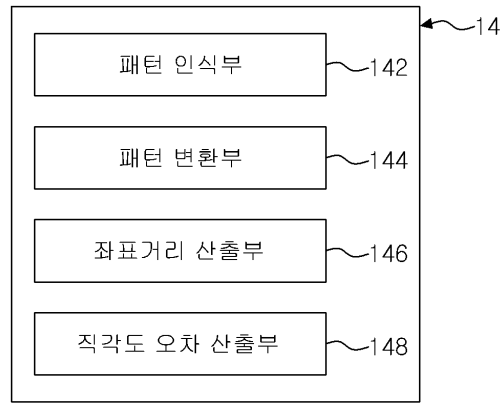 14
패턴 인식부 142
패턴 변환부 144
좌표거리 산출부 146
직각도 오차 산출부 148